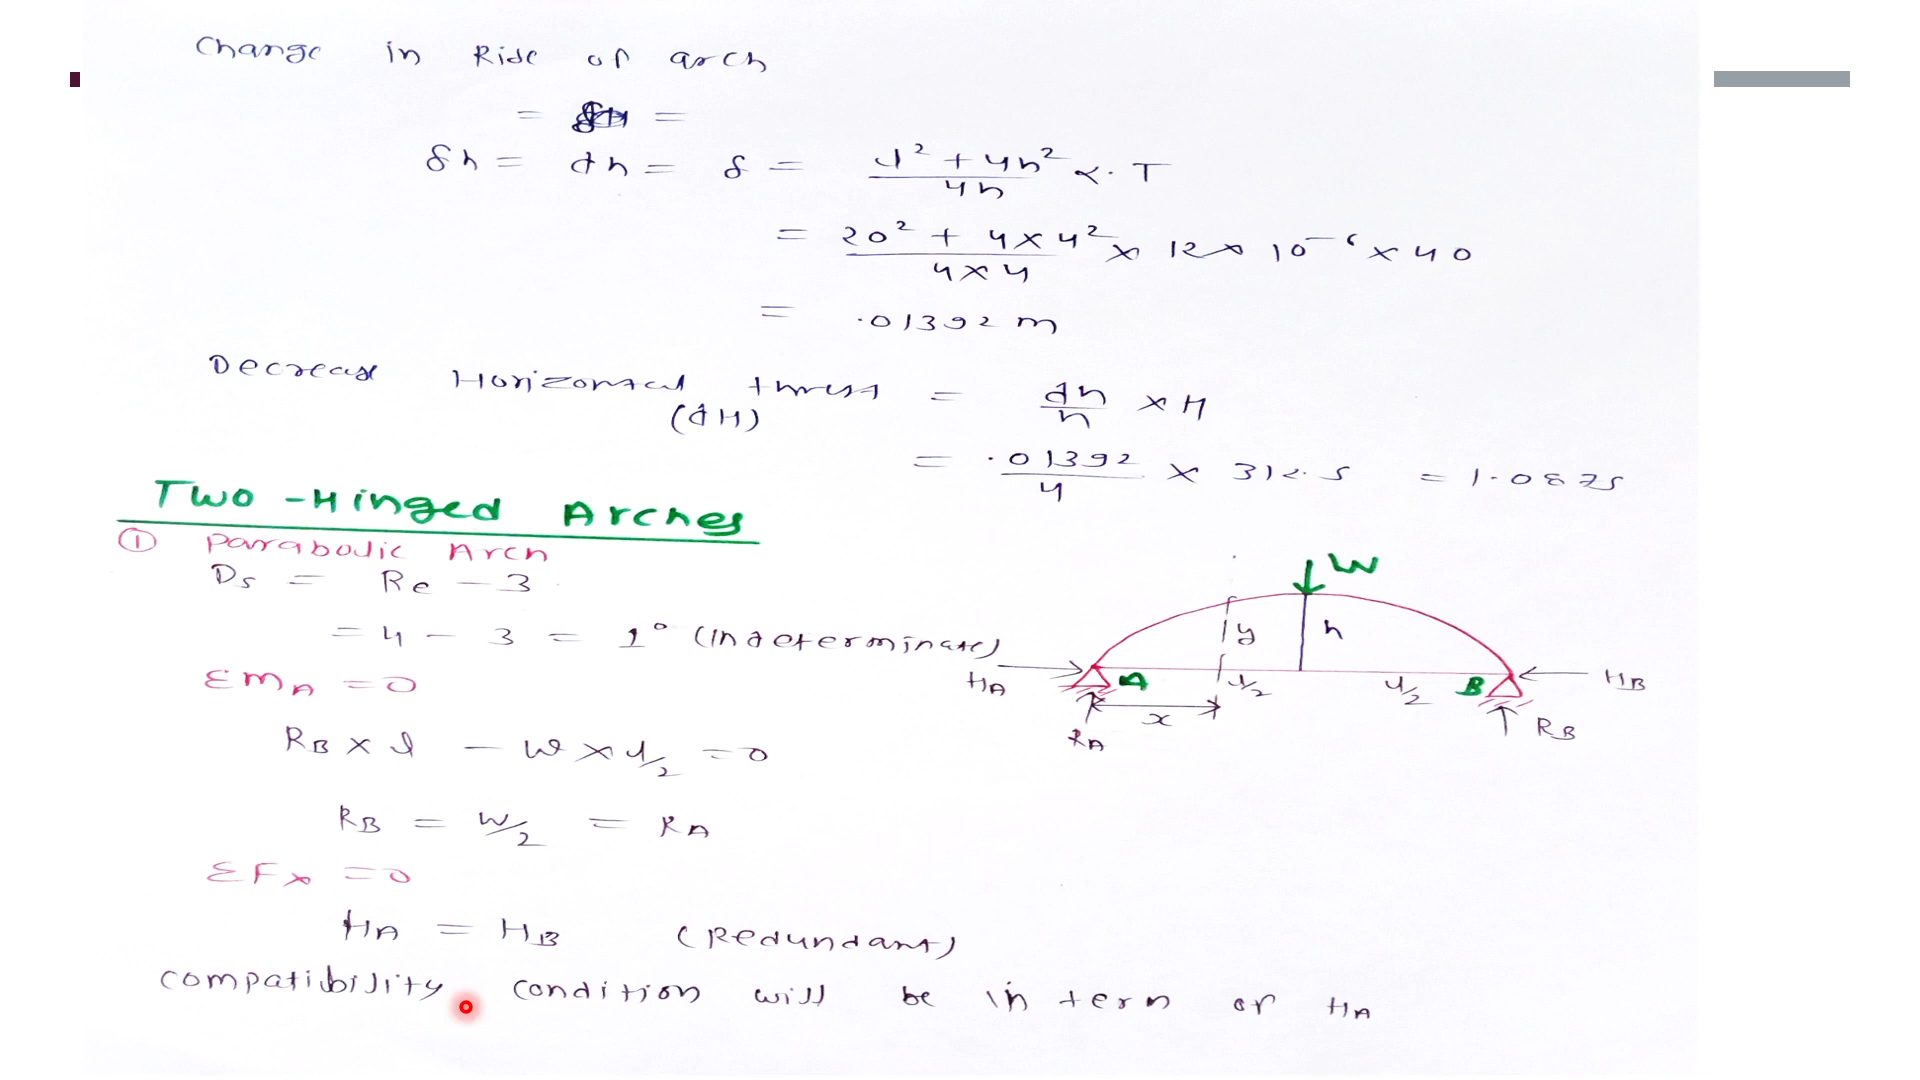 Change in Rise of arch
= =
δh = dh = δ = l² + 4h² / 4h α. T
= 20² + 4 × 4² / 4 × 4 × 12 × 10⁻⁶ × 40
= .01392 m
Decrease Horizontal thrust (dH) = dh / h × H
= .01392 / 4 × 312.5 = 1.0875
Two -Hinged Arches
① Parabolic Arch
Ds = Re - 3
= 4 - 3 = 1° (indeterminate)
ΣMA = 0
RB × l - W × l/2 = 0
RB = W/2 = RA
ΣFx = 0
HA = HB (Redundant)
Compatibility condition will be in term of HA
W
y h
HA A l/2 l/2 B HB
x
RA RB